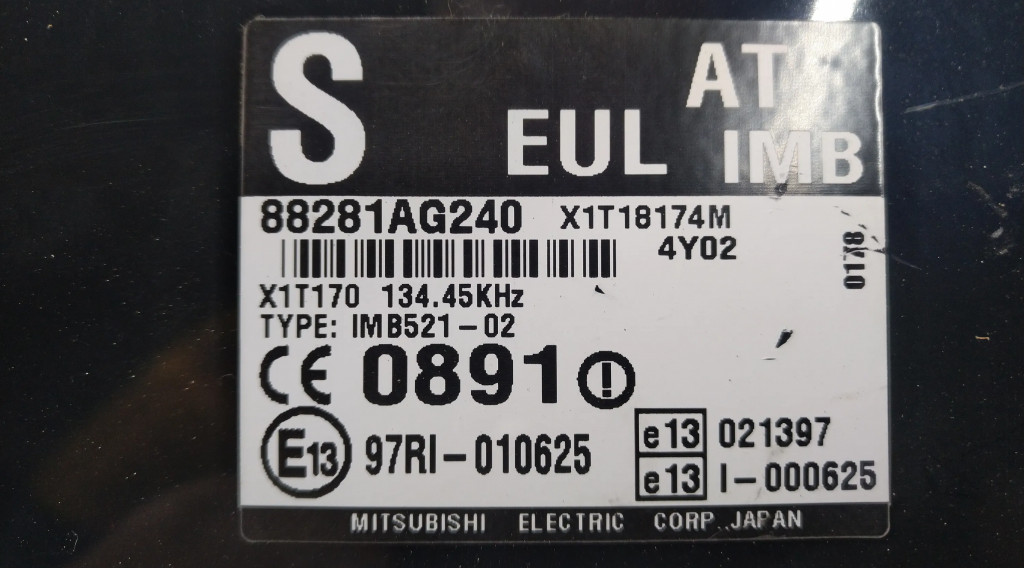 S EUL AT
IMB
88281AG240 X1T18174M
4Y02
0178
X1T170 134.45KHz
TYPE: IMB521-02
CE 0891
E13 97RI-010625
e13 021397
e13 I-000625
MITSUBISHI ELECTRIC CORP. JAPAN